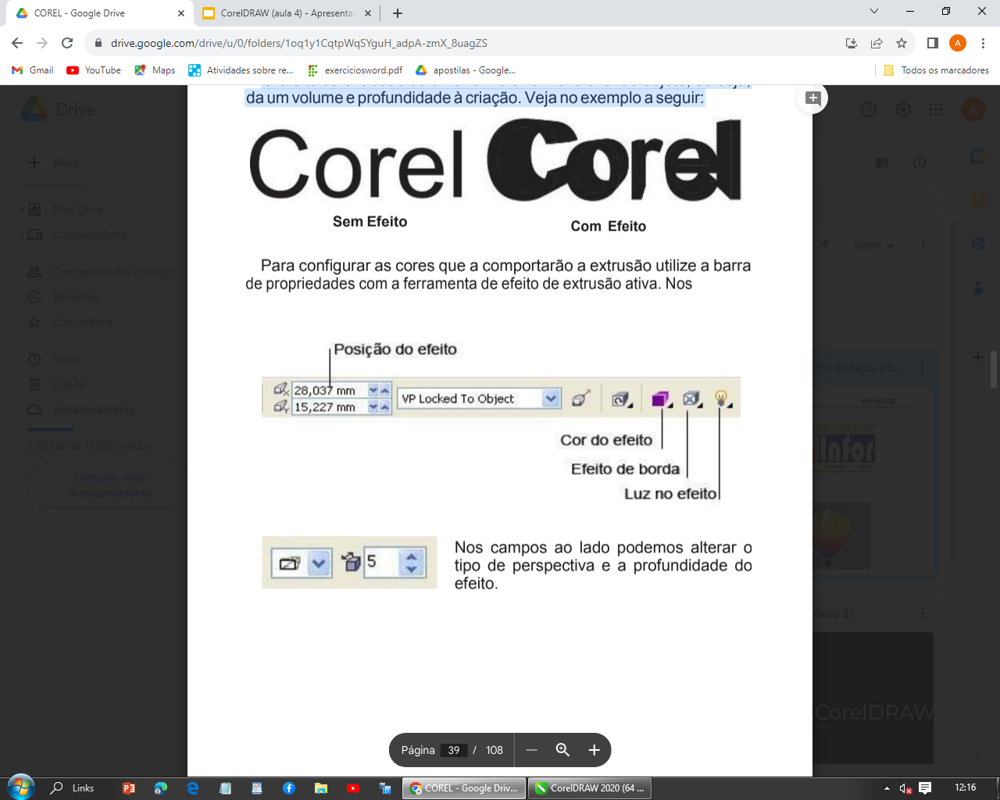 COREL - Google Drive
CorelDRAW (aula 4) - Apresenta
drive.google.com/drive/u/0/folders/1oq1y1CqtpWqSYguH_adpA-zmX_8uagZS
A
Gmail
YouTube
Maps
Atividades sobre re...
exerciciosword.pdf
apostilas - Google...
Todos os marcadores
Drive
A
Novo
Meu Drive
Computadores
Compartilhados comigo
Recentes
Com estrela
Spam
Lixeira
Armazenamento
5,32 GB de 15 GB usados
Comprar mais
armazenamento
da um volume e profundidade à criação. Veja no exemplo a seguir:
Corel Corel
Sem Efeito
Com Efeito
Para configurar as cores que a comportarão a extrusão utilize a barra
de propriedades com a ferramenta de efeito de extrusão ativa. Nos
Posição do efeito
28,037 mm
15,227 mm
VP Locked To Object
Cor do efeito
Efeito de borda
Luz no efeito
5
Nos campos ao lado podemos alterar o
tipo de perspectiva e a profundidade do
efeito.
Nome
OTO Editada-PD...
Infor
(aula 2)
CorelDRAW
Página 39 / 108
Links
COREL - Google Driv...
CorelDRAW 2020 (64 ...
12:16